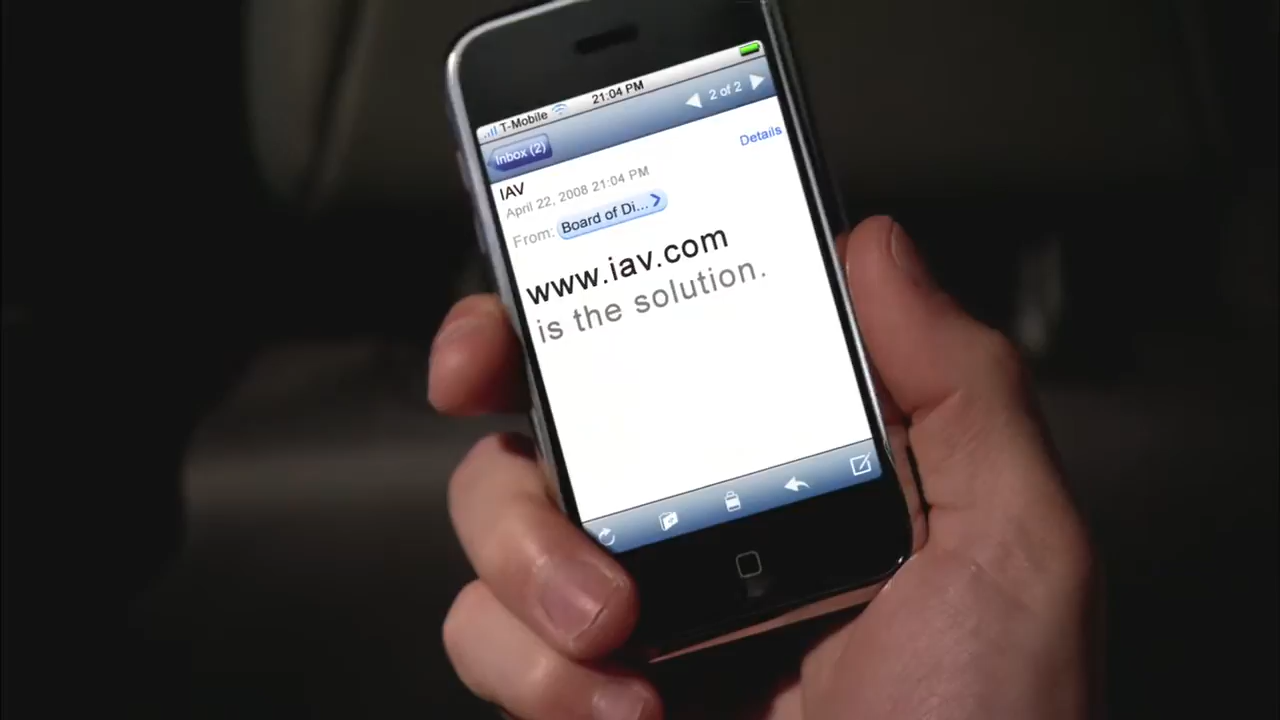 T-Mobile 21:04 PM
Inbox (2) 2 of 2
IAV Details
April 22, 2008 21:04 PM
From: Board of Di...
www.iav.com
is the solution.